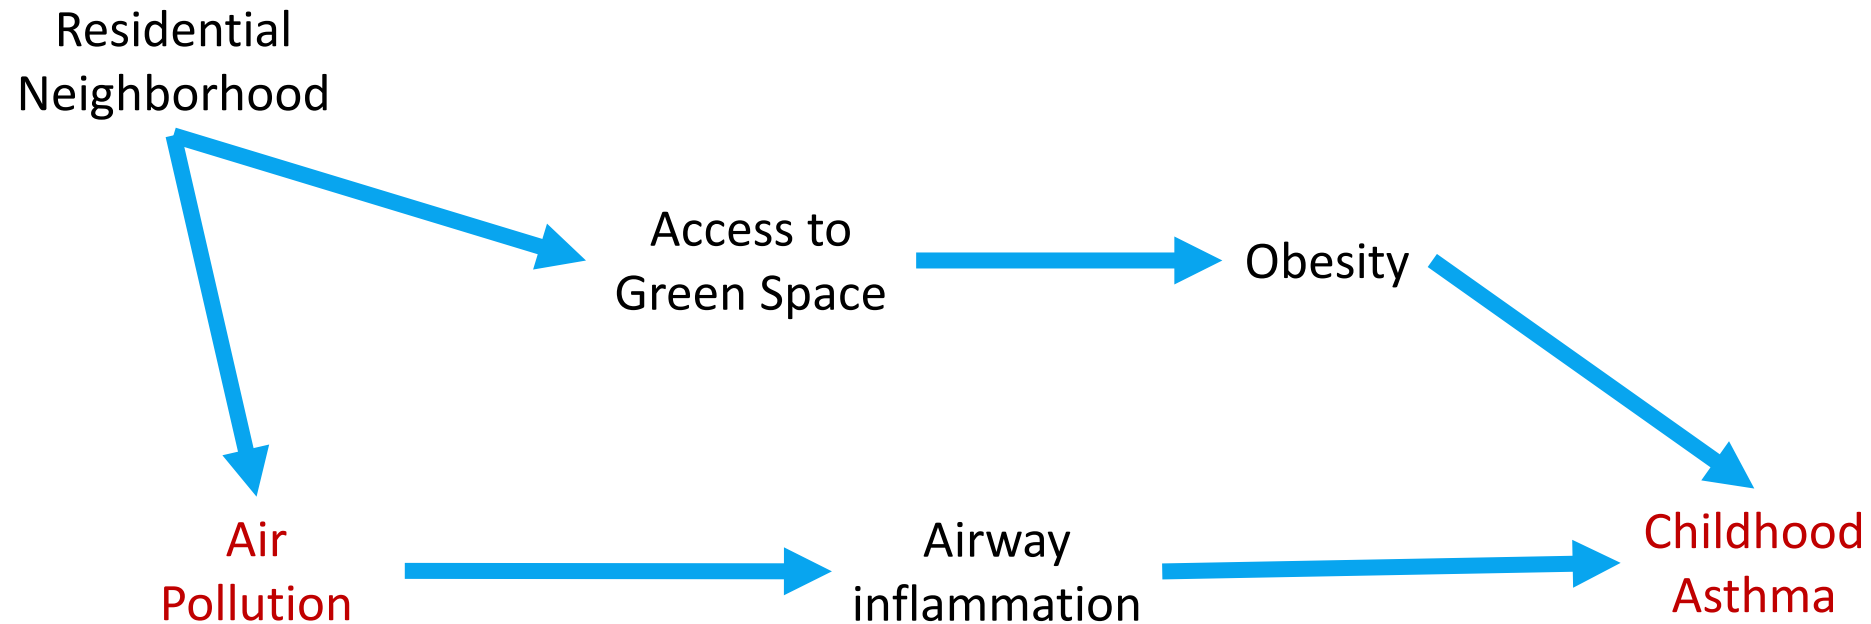 Residential
Neighborhood
Access to
Green Space
Obesity
Air
Pollution
Airway
inflammation
Childhood
Asthma